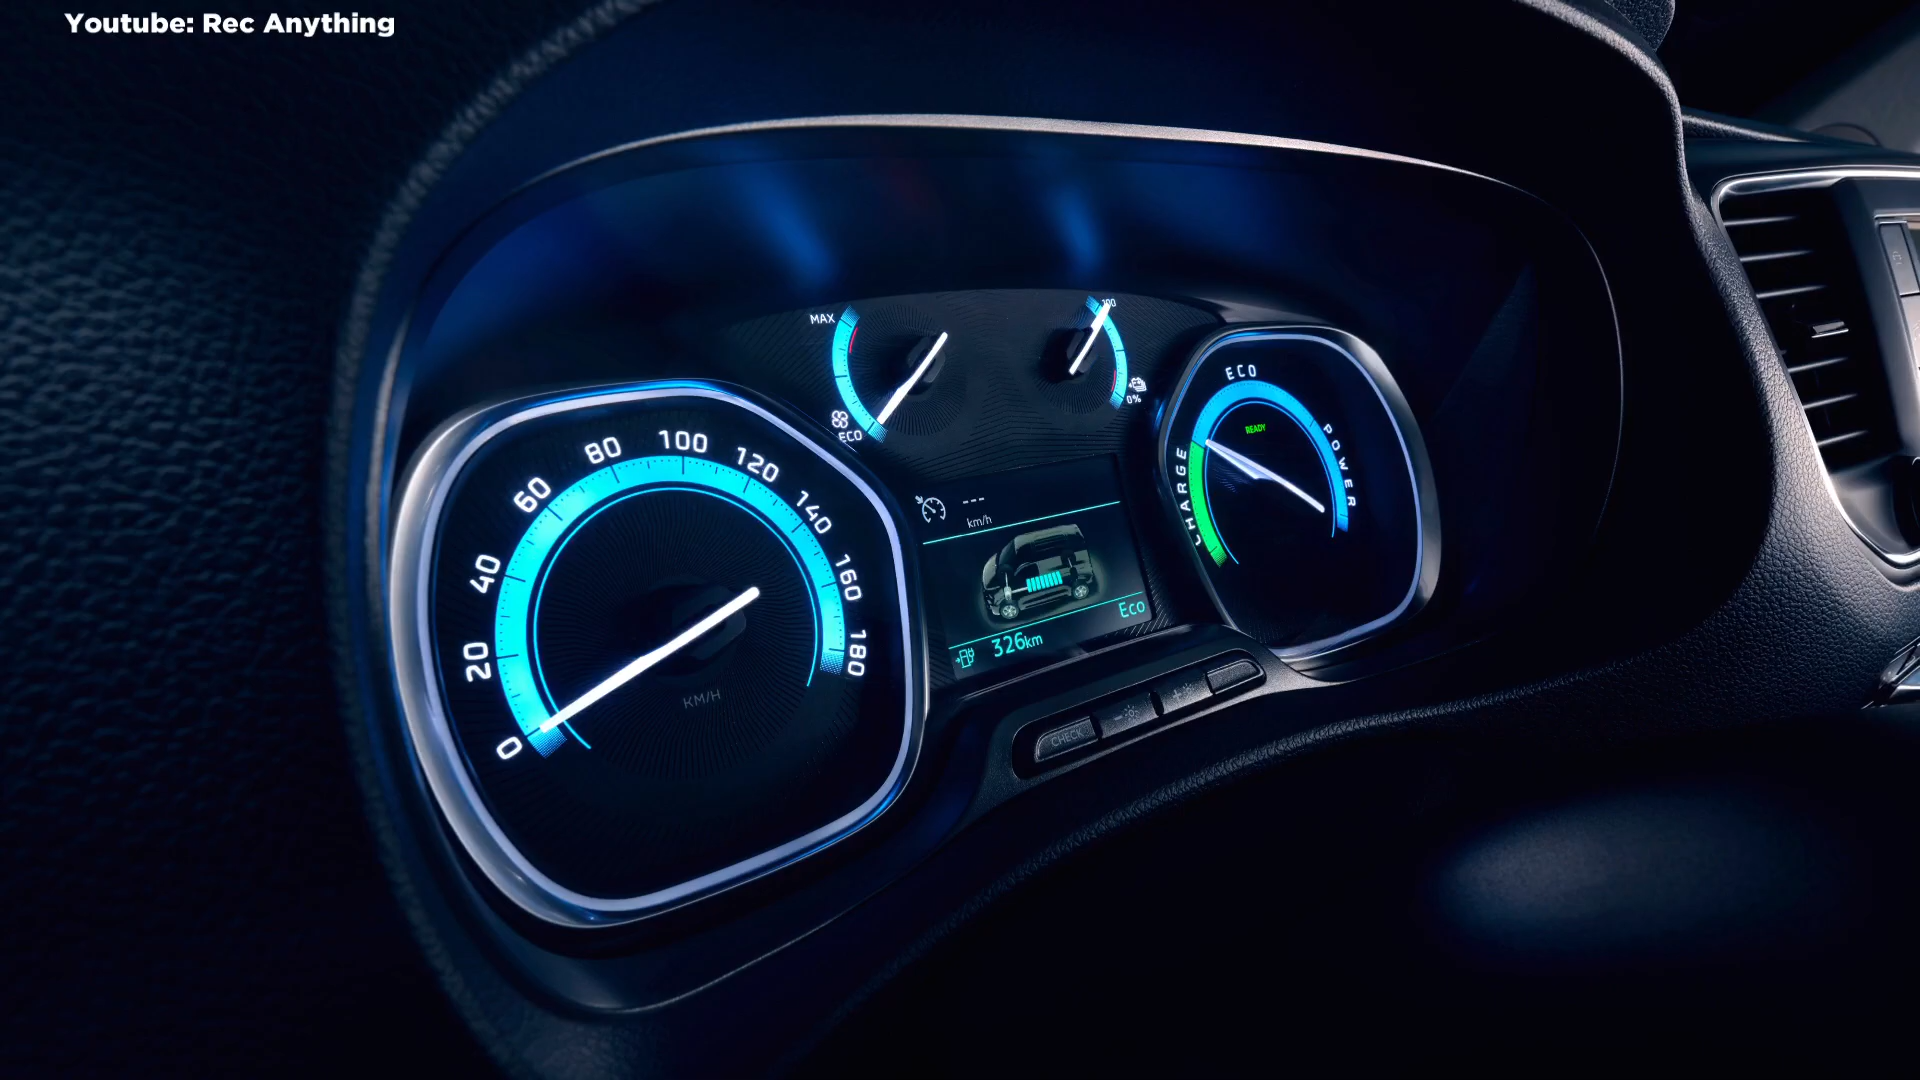 Youtube: Rec Anything
MAX
ECO
100
0%
ECO
READY
CHARGE
POWER
0
20
40
60
80
100
120
140
160
180
KM/H
---
km/h
Eco
326km
CHECK
-
+